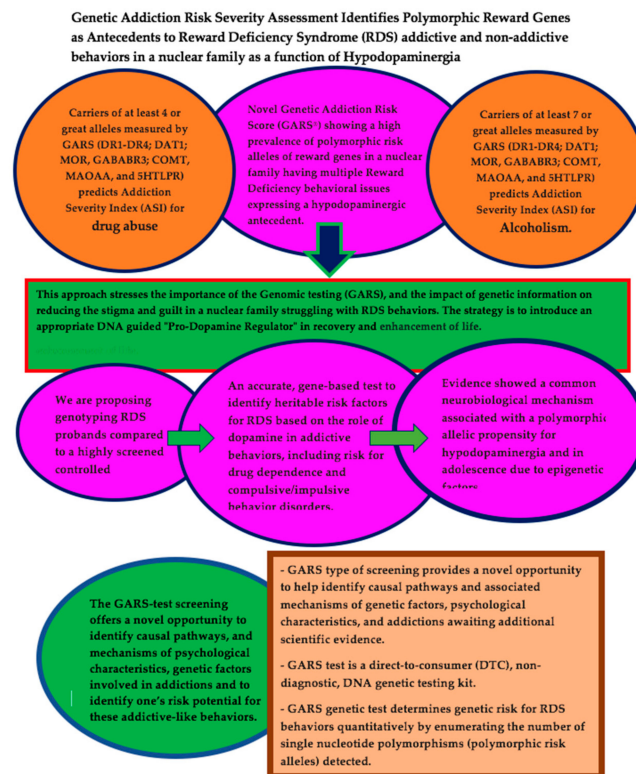 Genetic Addiction Risk Severity Assessment Identifies Polymorphic Reward Genes
as Antecedents to Reward Deficiency Syndrome (RDS) addictive and non-addictive
behaviors in a nuclear family as a function of Hypodopaminergia
Carriers of at least 4 or
great alleles measured by
GARS (DR1-DR4; DAT1;
MOR, GABABR3; COMT,
MAOAA, and 5HTLPR)
predicts Addiction
Severity Index (ASI) for
drug abuse
Novel Genetic Addiction Risk
Score (GARS®) showing a high
prevalence of polymorphic risk
alleles of reward genes in a nuclear
family having multiple Reward
Deficiency behavioral issues
expressing a hypodopaminergic
antecedent.
Carriers of at least 7 or
great alleles measured by
GARS (DR1-DR4; DAT1;
MOR, GABABR3; COMT,
MAOAA, and 5HTLPR)
predicts Addiction
Severity Index (ASI) for
Alcoholism.
This approach stresses the importance of the Genomic testing (GARS), and the impact of genetic information on
reducing the stigma and guilt in a nuclear family struggling with RDS behaviors. The strategy is to introduce an
appropriate DNA guided "Pro-Dopamine Regulator" in recovery and enhancement of life.
We are proposing
genotyping RDS
probands compared to
a highly screened
controlled
An accurate, gene-based test to
identify heritable risk factors
for RDS based on the role of
dopamine in addictive
behaviors, including risk for
drug dependence and
compulsive/impulsive
behavior disorders.
Evidence showed a common
neurobiological mechanism
associated with a polymorphic
allelic propensity for
hypodopaminergia and in
adolescence due to epigenetic
factors
The GARS-test screening
offers a novel opportunity to
identify causal pathways, and
mechanisms of psychological
characteristics, genetic factors
involved in addictions and to
identify one's risk potential for
these addictive-like behaviors.
- GARS type of screening provides a novel opportunity
to help identify causal pathways and associated
mechanisms of genetic factors, psychological
characteristics, and addictions awaiting additional
scientific evidence.
- GARS test is a direct-to-consumer (DTC), non-
diagnostic, DNA genetic testing kit.
- GARS genetic test determines genetic risk for RDS
behaviors quantitatively by enumerating the number of
single nucleotide polymorphisms (polymorphic risk
alleles) detected.